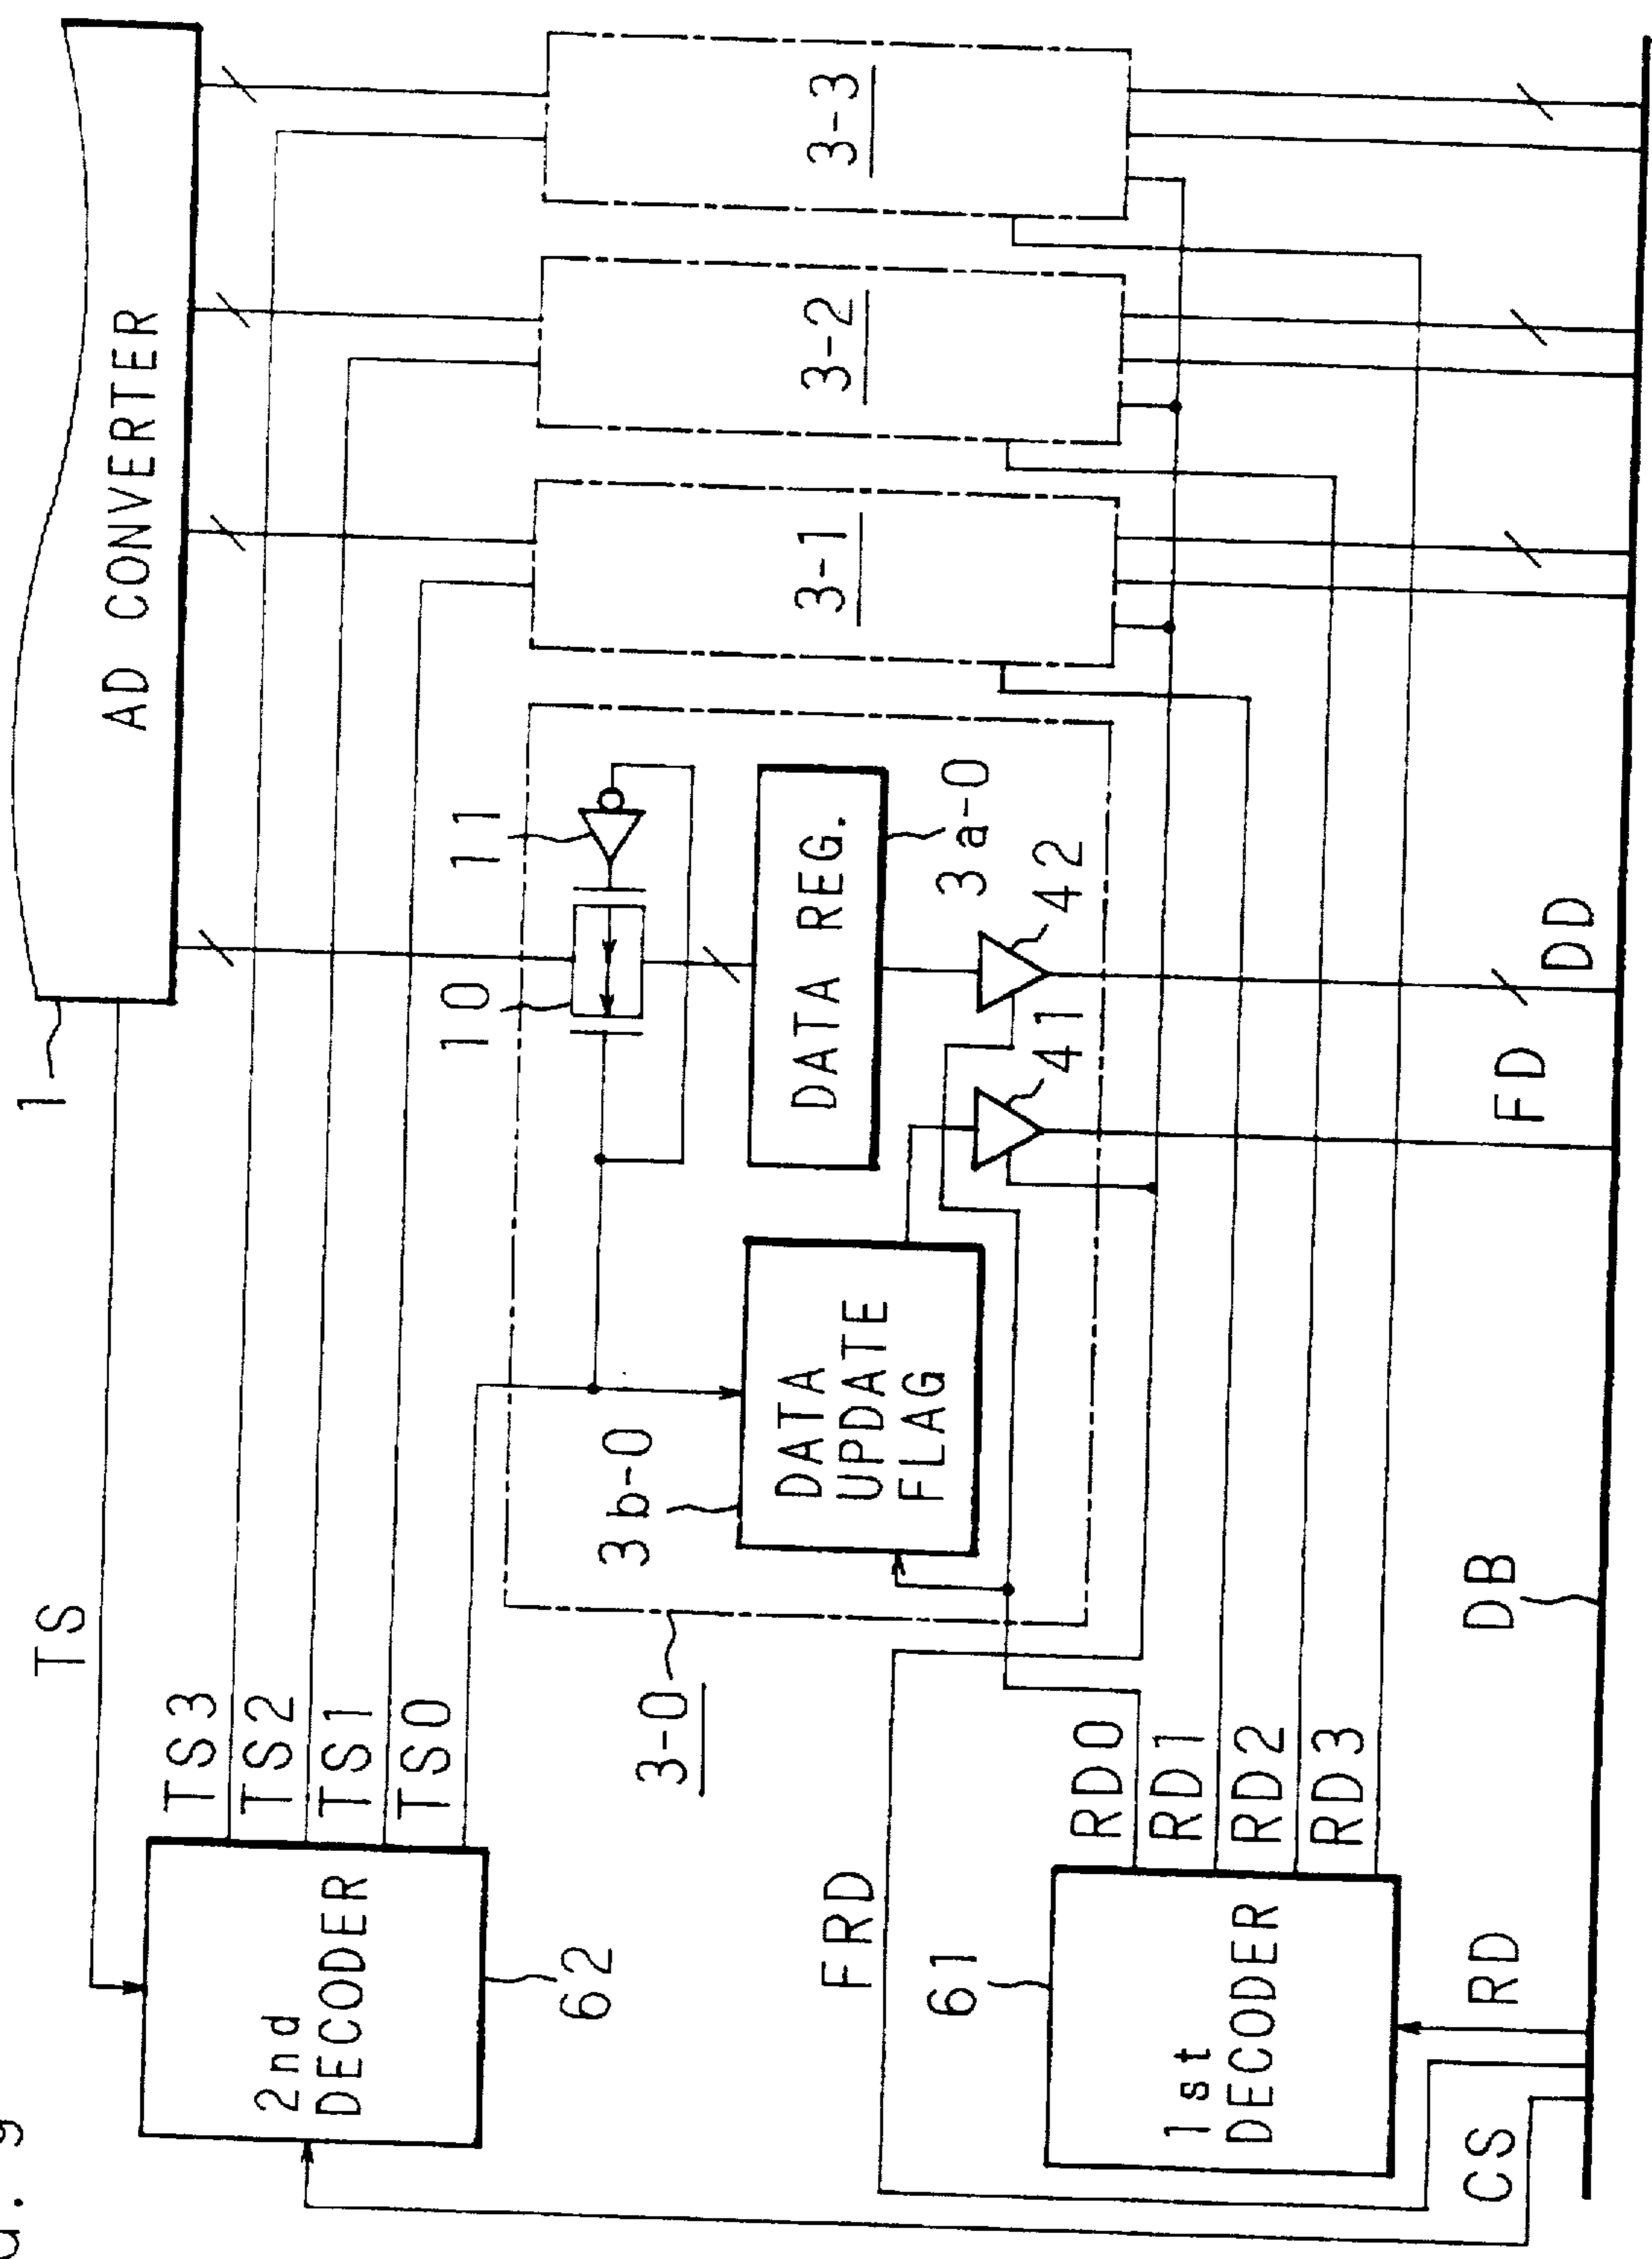 1
AD CONVERTER
TS
TS3
TS2
TS1
TS0
2nd
DECODER
62
10
11
DATA REG.
3a-0
3b-0
DATA
UPDATE
FLAG
41
42
3-0
3-1
3-2
3-3
FRD
61
1st
DECODER
RD0
RD1
RD2
RD3
RD
CS
DB
FD
DD